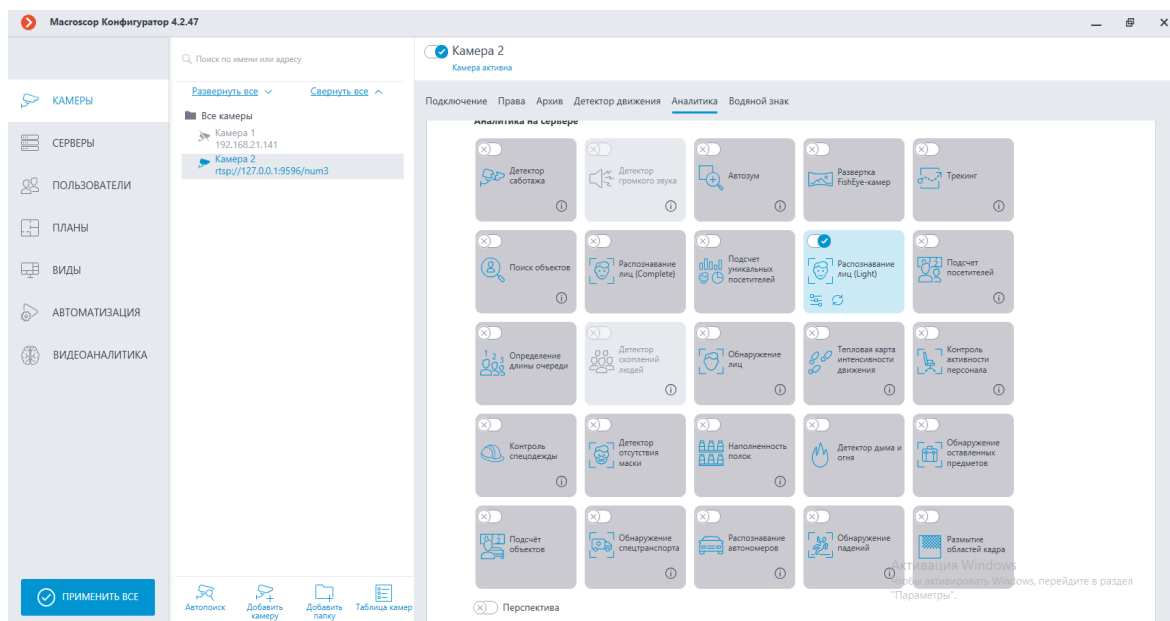 Macroscop Конфигуратор 4.2.47
КАМЕРЫ
СЕРВЕРЫ
ПОЛЬЗОВАТЕЛИ
ПЛАНЫ
ВИДЫ
АВТОМАТИЗАЦИЯ
ВИДЕОАНАЛИТИКА
ПРИМЕНИТЬ ВСЕ
Поиск по имени или адресу
Развернуть все Свернуть все
Все камеры
Камера 1
192.168.21.141
Камера 2
rtsp://127.0.0.1:9596/num3
Автопоиск
Добавить
камеру
Добавить
папку
Таблица камер
Камера 2
Камера активна
Подключение Права Архив Детектор движения Аналитика Водяной знак
Аналитика на сервере
Детектор
саботажа
Детектор
громкого звука
Автозум
Развертка
FishEye-камер
Трекинг
Поиск объектов
Распознавание
лиц (Complete)
Подсчет
уникальных
посетителей
Распознавание
лиц (Light)
Подсчет
посетителей
Определение
длины очереди
Детектор
скоплений
людей
Обнаружение
лиц
Тепловая карта
интенсивности
движения
Контроль
активности
персонала
Контроль
спецодежды
Детектор
отсутствия
маски
Наполненность
полок
Детектор дыма и
огня
Обнаружение
оставленных
предметов
Подсчёт
объектов
Обнаружение
спецтранспорта
Распознавание
автономеров
Обнаружение
падений
Размытие
областей кадра
Перспектива
Активация Windows
Чтобы активировать Windows, перейдите в раздел
"Параметры".